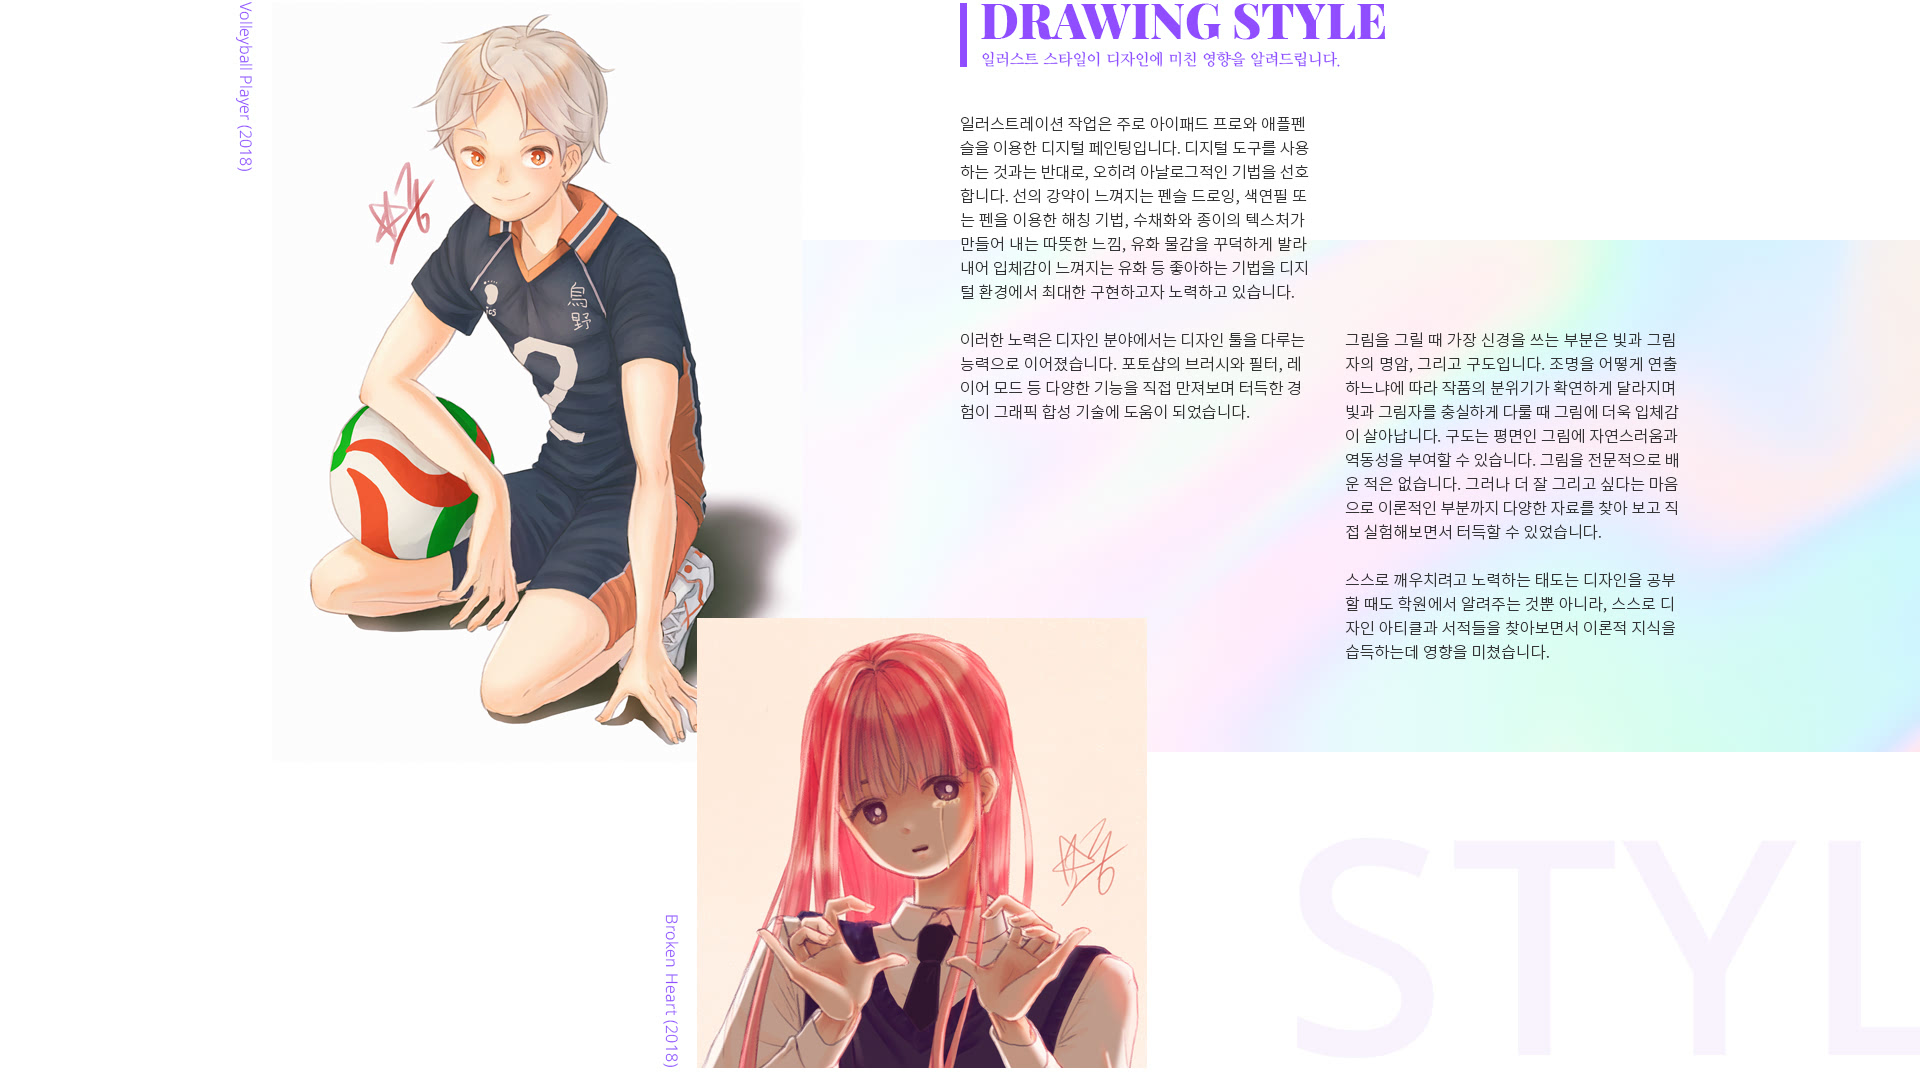 Volleyball Player (2018)
DRAWING STYLE
일러스트 스타일이 디자인에 미친 영향을 알려드립니다.
일러스트레이션 작업은 주로 아이패드 프로와 애플펜
슬을 이용한 디지털 페인팅입니다. 디지털 도구를 사용
하는 것과는 반대로, 오히려 아날로그적인 기법을 선호
합니다. 선의 강약이 느껴지는 펜슬 드로잉, 색연필 또
는 펜을 이용한 해칭 기법, 수채화와 종이의 텍스처가
만들어 내는 따뜻한 느낌, 유화 물감을 꾸덕하게 발라
내어 입체감이 느껴지는 유화 등 좋아하는 기법을 디지
털 환경에서 최대한 구현하고자 노력하고 있습니다.
이러한 노력은 디자인 분야에서는 디자인 툴을 다루는
능력으로 이어졌습니다. 포토샵의 브러시와 필터, 레
이어 모드 등 다양한 기능을 직접 만져보며 터득한 경
험이 그래픽 합성 기술에 도움이 되었습니다.
그림을 그릴 때 가장 신경을 쓰는 부분은 빛과 그림
자의 명암, 그리고 구도입니다. 조명을 어떻게 연출
하느냐에 따라 작품의 분위기가 확연하게 달라지며
빛과 그림자를 충실하게 다룰 때 그림에 더욱 입체감
이 살아납니다. 구도는 평면인 그림에 자연스러움과
역동성을 부여할 수 있습니다. 그림을 전문적으로 배
운 적은 없습니다. 그러나 더 잘 그리고 싶다는 마음
으로 이론적인 부분까지 다양한 자료를 찾아 보고 직
접 실험해보면서 터득할 수 있었습니다.
스스로 깨우치려고 노력하는 태도는 디자인을 공부
할 때도 학원에서 알려주는 것뿐 아니라, 스스로 디
자인 아티클과 서적들을 찾아보면서 이론적 지식을
습득하는데 영향을 미쳤습니다.
鳥
野
2
Broken Heart (2018)
STYL